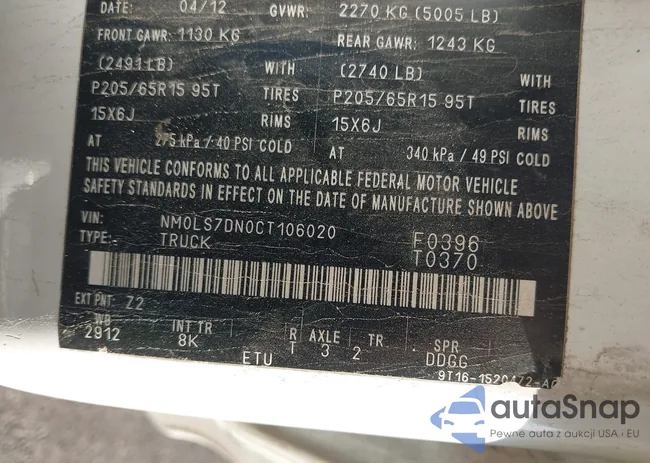 DATE: 04/12 GVWR: 2270 KG (5005 LB)
FRONT GAWR: 1130 KG REAR GAWR: 1243 KG
(2491 LB) WITH (2740 LB) WITH
P205/65R15 95T TIRES P205/65R15 95T TIRES
15X6J RIMS 15X6J RIMS
AT 275 kPa/40 PSI COLD AT 340 kPa/49 PSI COLD
THIS VEHICLE CONFORMS TO ALL APPLICABLE FEDERAL MOTOR VEHICLE
SAFETY STANDARDS IN EFFECT ON THE DATE OF MANUFACTURE SHOWN ABOVE
VIN: NM0LS7DN0CT106020 F0396
TYPE: TRUCK T0370
EXT PNT: Z2
WB INT TR R AXLE TR SPR
2912 8K T 3 2 DDGG
ETU
autaSnap
Pewne auta z aukcji USA i EU